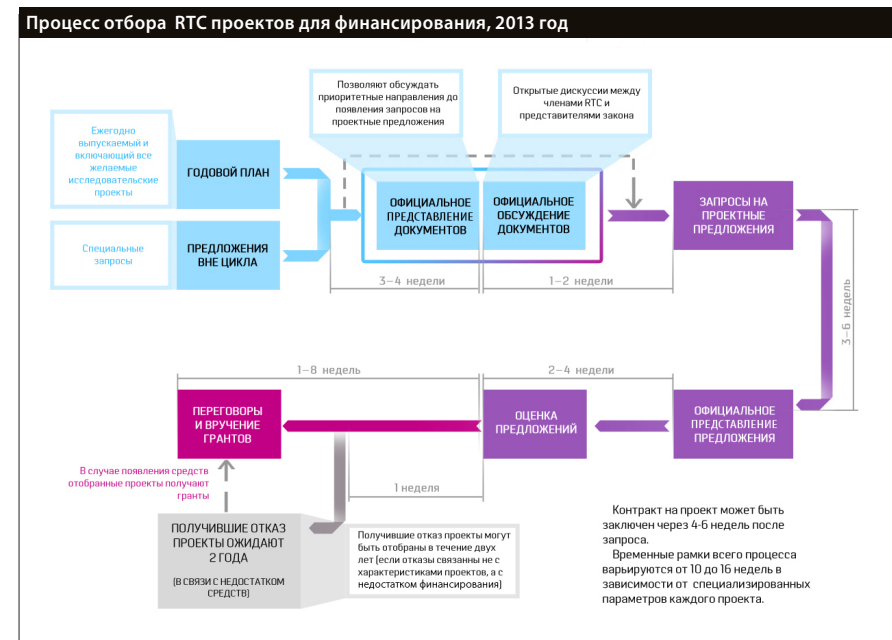 Процесс отбора RTC проектов для финансирования, 2013 год
Позволяют обсуждать
приоритетные направления до
появления запросов на
проектные предложения
Открытые дискуссии между
членами RTC и
представителями закона
Ежегодно
выпускаемый и
включающий все
желаемые
исследовательские
проекты
ГОДОВОЙ ПЛАН
ОФИЦИАЛЬНОЕ
ПРЕДСТАВЛЕНИЕ
ДОКУМЕНТОВ
ОФИЦИАЛЬНОЕ
ОБСУЖДЕНИЕ
ДОКУМЕНТОВ
ЗАПРОСЫ НА
ПРОЕКТНЫЕ
ПРЕДЛОЖЕНИЯ
Специальные
запросы
ПРЕДЛОЖЕНИЯ
ВНЕ ЦИКЛА
3–4 недели
1–2 недели
3–6 недель
1–8 недель
2–4 недели
ПЕРЕГОВОРЫ
И ВРУЧЕНИЕ
ГРАНТОВ
ОЦЕНКА
ПРЕДЛОЖЕНИЙ
ОФИЦИАЛЬНОЕ
ПРЕДСТАВЛЕНИЕ
ПРЕДЛОЖЕНИЯ
В случае появления средств
отобранные проекты получают
гранты
1 неделя
ПОЛУЧИВШИЕ ОТКАЗ
ПРОЕКТЫ ОЖИДАЮТ
2 ГОДА
(В СВЯЗИ С НЕДОСТАТКОМ
СРЕДСТВ)
Получившие отказ проекты могут
быть отобраны в течение двух
лет (если отказы связанны не с
характеристиками проектов, а с
недостатком финансирования)
Контракт на проект может быть
заключен через 4-6 недель после
запроса.
Временные рамки всего процесса
варьируются от 10 до 16 недель в
зависимости от специализированных
параметров каждого проекта.